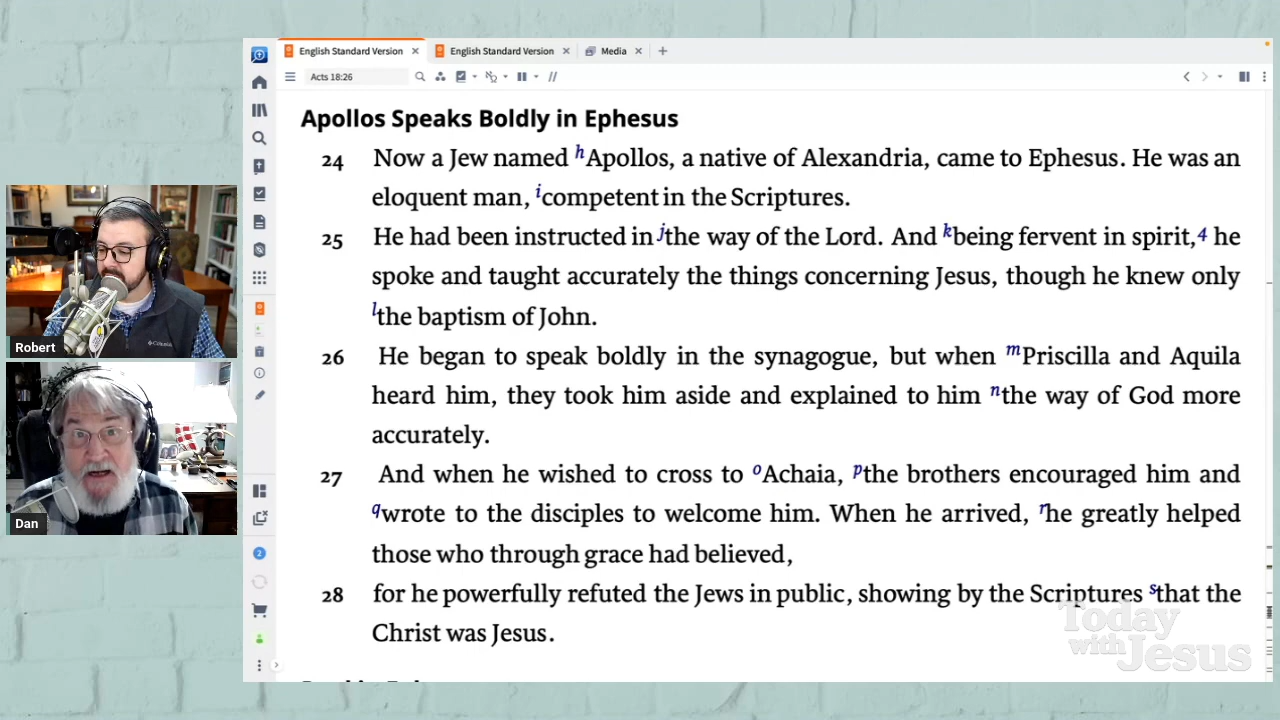 English Standard Version
English Standard Version
Media
Acts 18:26
Apollos Speaks Boldly in Ephesus
24 Now a Jew named hApollos, a native of Alexandria, came to Ephesus. He was an
eloquent man, icompetent in the Scriptures.
25 He had been instructed in jthe way of the Lord. And kbeing fervent in spirit,4 he
spoke and taught accurately the things concerning Jesus, though he knew only
lthe baptism of John.
26 He began to speak boldly in the synagogue, but when mPriscilla and Aquila
heard him, they took him aside and explained to him nthe way of God more
accurately.
27 And when he wished to cross to oAchaia, pthe brothers encouraged him and
qwrote to the disciples to welcome him. When he arrived, rhe greatly helped
those who through grace had believed,
28 for he powerfully refuted the Jews in public, showing by the Scriptures sthat the
Christ was Jesus.
Robert
Columbia
Dan
2
Today
with
Jesus